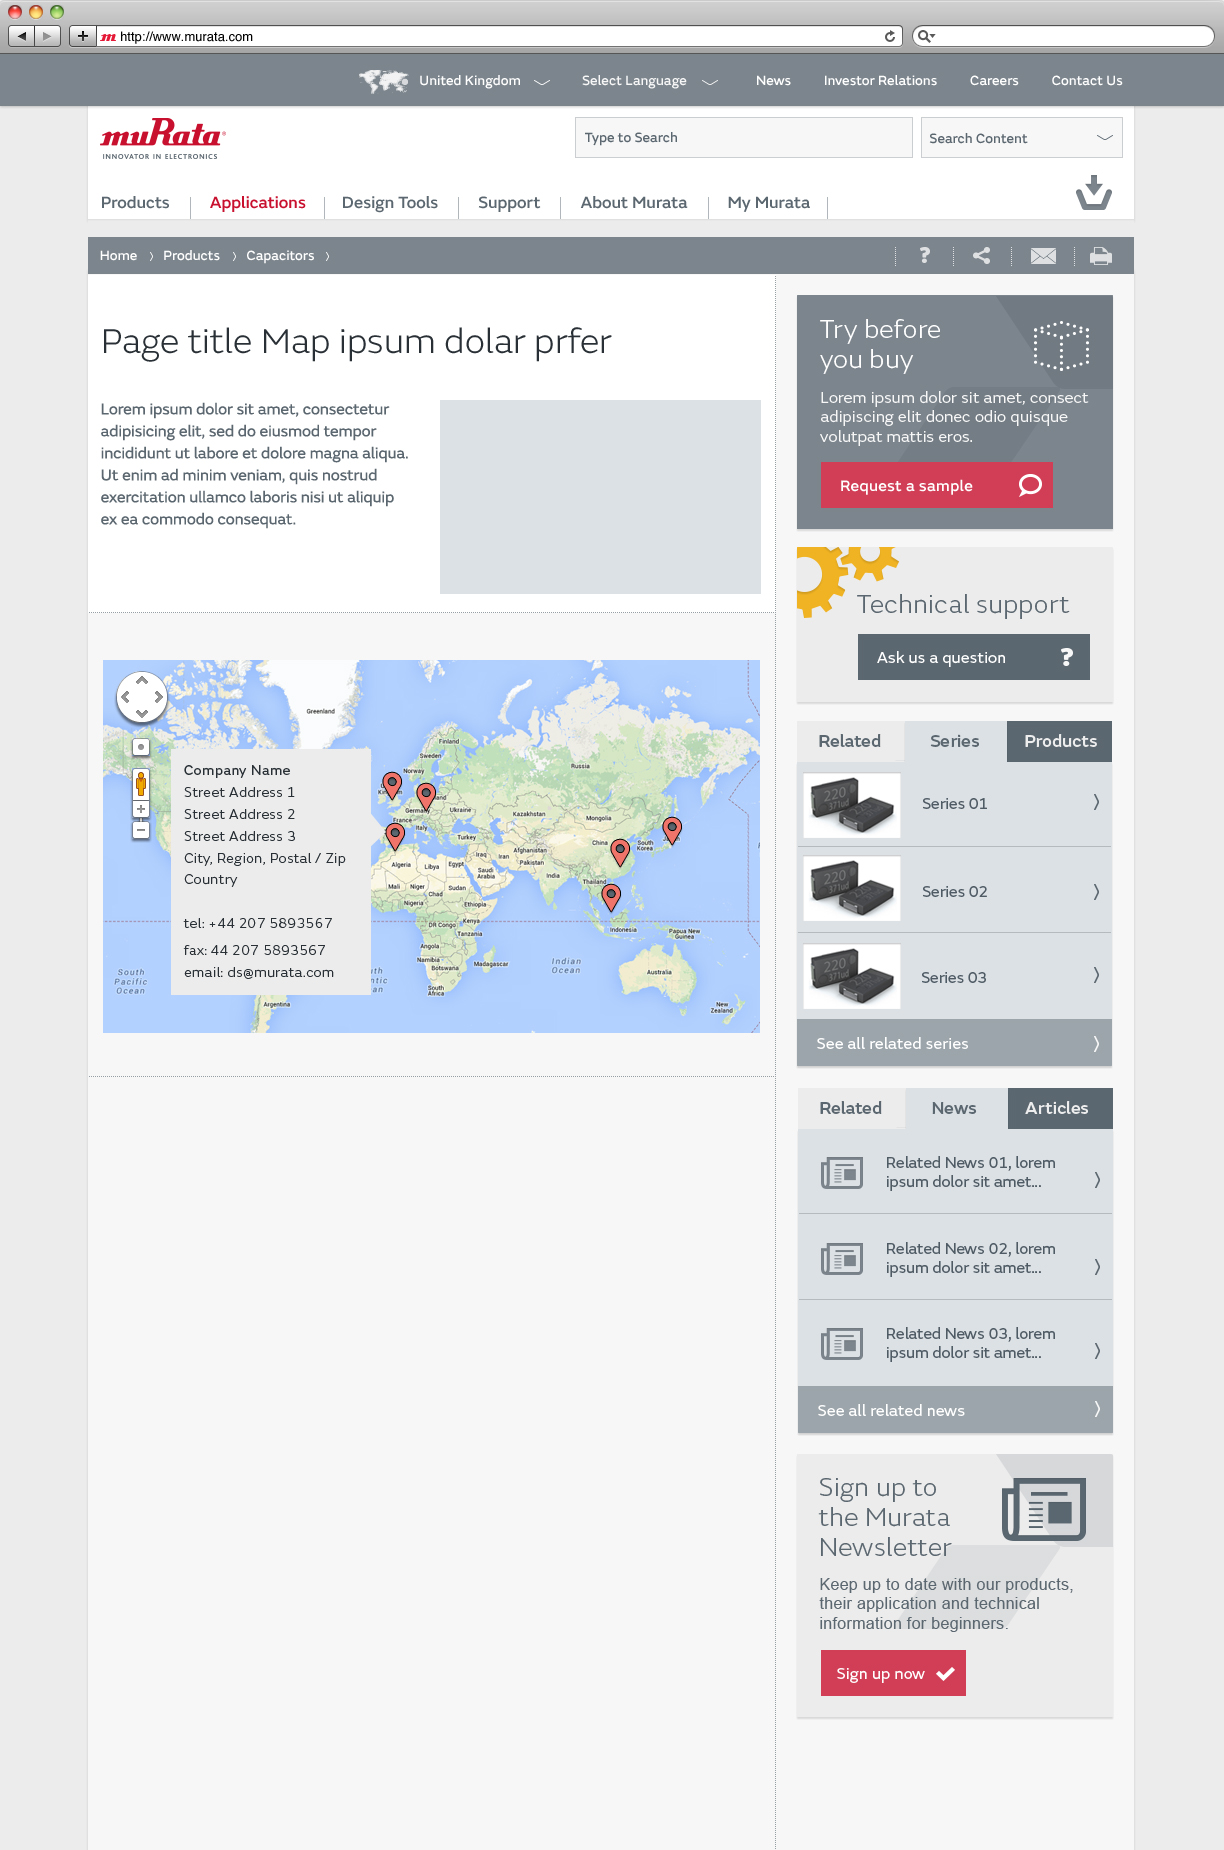 http://www.murata.com
United Kingdom
Select Language
News
Investor Relations
Careers
Contact Us
muRata
INNOVATOR IN ELECTRONICS
Type to Search
Search Content
Products
Applications
Design Tools
Support
About Murata
My Murata
Home
Products
Capacitors
Page title Map ipsum dolar prfer
Lorem ipsum dolor sit amet, consectetur
adipisicing elit, sed do eiusmod tempor
incididunt ut labore et dolore magna aliqua.
Ut enim ad minim veniam, quis nostrud
exercitation ullamco laboris nisi ut aliquip
ex ea commodo consequat.
Greenland
Finland
Sweden
Norway
Russia
Germany
Ukraine
France
Italy
Turkey
Kazakhstan
Mongolia
China
South Korea
Japan
Afghanistan
Pakistan
Iraq
Iran
Algeria
Libya
Egypt
Saudi
Arabia
India
Thailand
Mali
Niger
Chad
Sudan
Nigeria
Ethiopia
DR Congo
Kenya
Tanzania
Angola
Namibia
Botswana
Madagascar
South
Africa
Indonesia
Papua New
Guinea
Indian
Ocean
Australia
New
Zealand
South
Pacific
Ocean
Argentina
Ocean
Company Name
Street Address 1
Street Address 2
Street Address 3
City, Region, Postal / Zip
Country
tel: +44 207 5893567
fax: 44 207 5893567
email: ds@murata.com
Try before
you buy
Lorem ipsum dolor sit amet, consect
adipiscing elit donec odio quisque
volutpat mattis eros.
Request a sample
Technical support
Ask us a question
?
Related
Series
Products
220
371ud
Series 01
220
371ud
Series 02
220
371ud
Series 03
See all related series
Related
News
Articles
Related News 01, lorem
ipsum dolor sit amet...
Related News 02, lorem
ipsum dolor sit amet...
Related News 03, lorem
ipsum dolor sit amet...
See all related news
Sign up to
the Murata
Newsletter
Keep up to date with our products,
their application and technical
information for beginners.
Sign up now